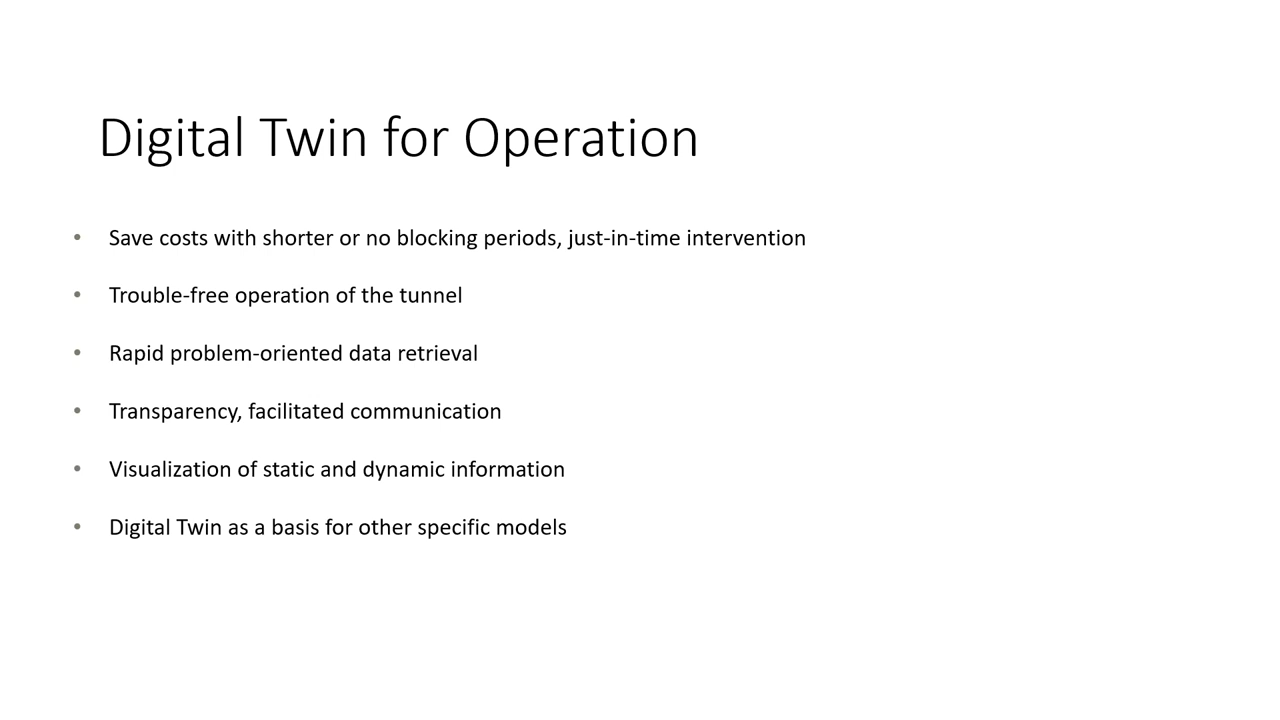 Digital Twin for Operation
• Save costs with shorter or no blocking periods, just-in-time intervention
• Trouble-free operation of the tunnel
• Rapid problem-oriented data retrieval
• Transparency, facilitated communication
• Visualization of static and dynamic information
• Digital Twin as a basis for other specific models